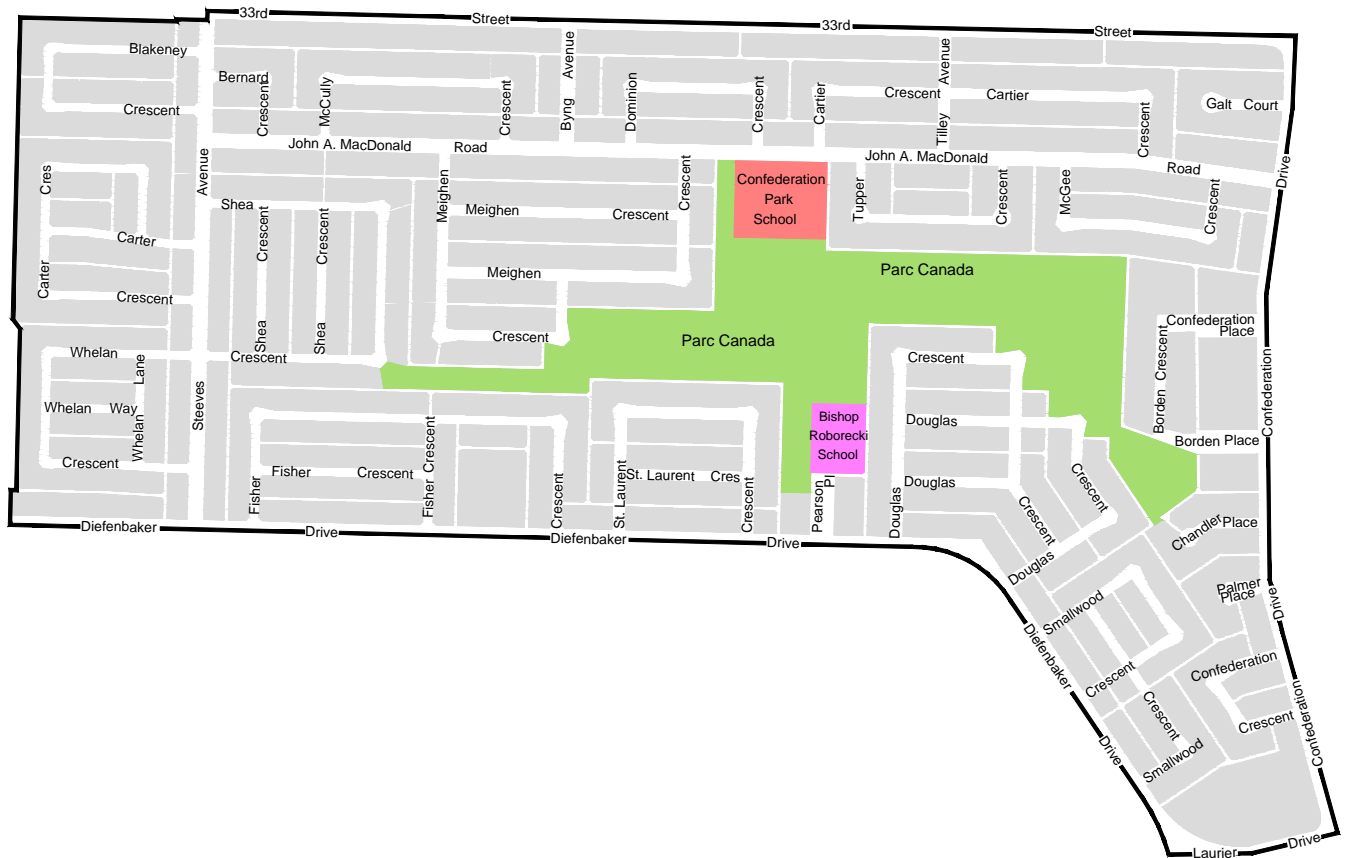 33rd
Street
33rd
Street
Blakeney
Bernard
Crescent
McCully
Crescent
Byng
Avenue
Dominion
Crescent
Cartier
Crescent
Tilley
Avenue
Cartier
Crescent
Galt Court
Crescent
John A. MacDonald
Road
John A. MacDonald
Road
Drive
Avenue
Cres
Carter
Carter
Crescent
Shea
Crescent
Crescent
Shea
Shea
Crescent
Meighen
Meighen
Crescent
Crescent
Meighen
Crescent
Confederation
Park
School
Tupper
Crescent
McGee
Crescent
Parc Canada
Parc Canada
Confederation
Place
Borden Crescent
Borden Place
Confederation
Whelan
Lane
Whelan Way
Whelan
Crescent
Steeves
Fisher
Fisher
Crescent
Fisher Crescent
Crescent
St. Laurent
St. Laurent Cres
Crescent
Bishop
Roborecki
School
Pearson
Pl
Crescent
Douglas
Douglas
Douglas
Crescent
Crescent
Douglas
Chandler
Place
Palmer
Place
Drive
Diefenbaker
Drive
Diefenbaker
Drive
Smallwood
Crescent
Crescent
Smallwood
Confederation
Crescent
Confederation
Diefenbaker
Drive
Laurier
Drive